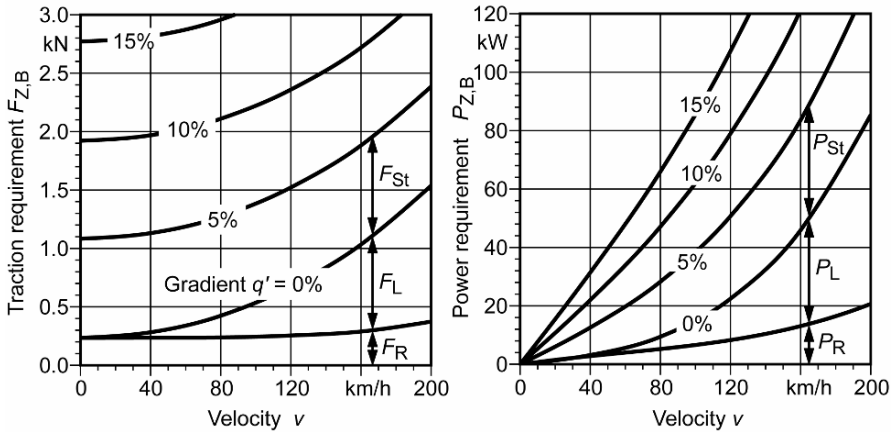 3.0
kN
2.5
2.0
1.5
1.0
0.5
0.0
Traction requirement F_Z,B
15%
10%
5%
Gradient q' = 0%
F_St
F_L
F_R
0
40
80
120
km/h
200
Velocity v
120
kW
100
80
60
40
20
0
Power requirement P_Z,B
15%
10%
5%
0%
P_St
P_L
P_R
0
40
80
120
km/h
200
Velocity v